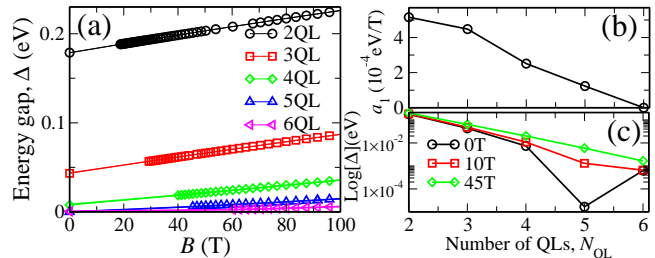 (a)
Energy gap, Δ (eV)
0.2
0.1
0
2QL
3QL
4QL
5QL
6QL
0 20 40 60 80 100
B (T)
(b)
a₁ (10⁻⁴eV/T)
4
2
0
(c)
Log[Δ](eV)
1×10⁻²
1×10⁻⁴
0T
10T
45T
2 3 4 5 6
Number of QLs, N_QL